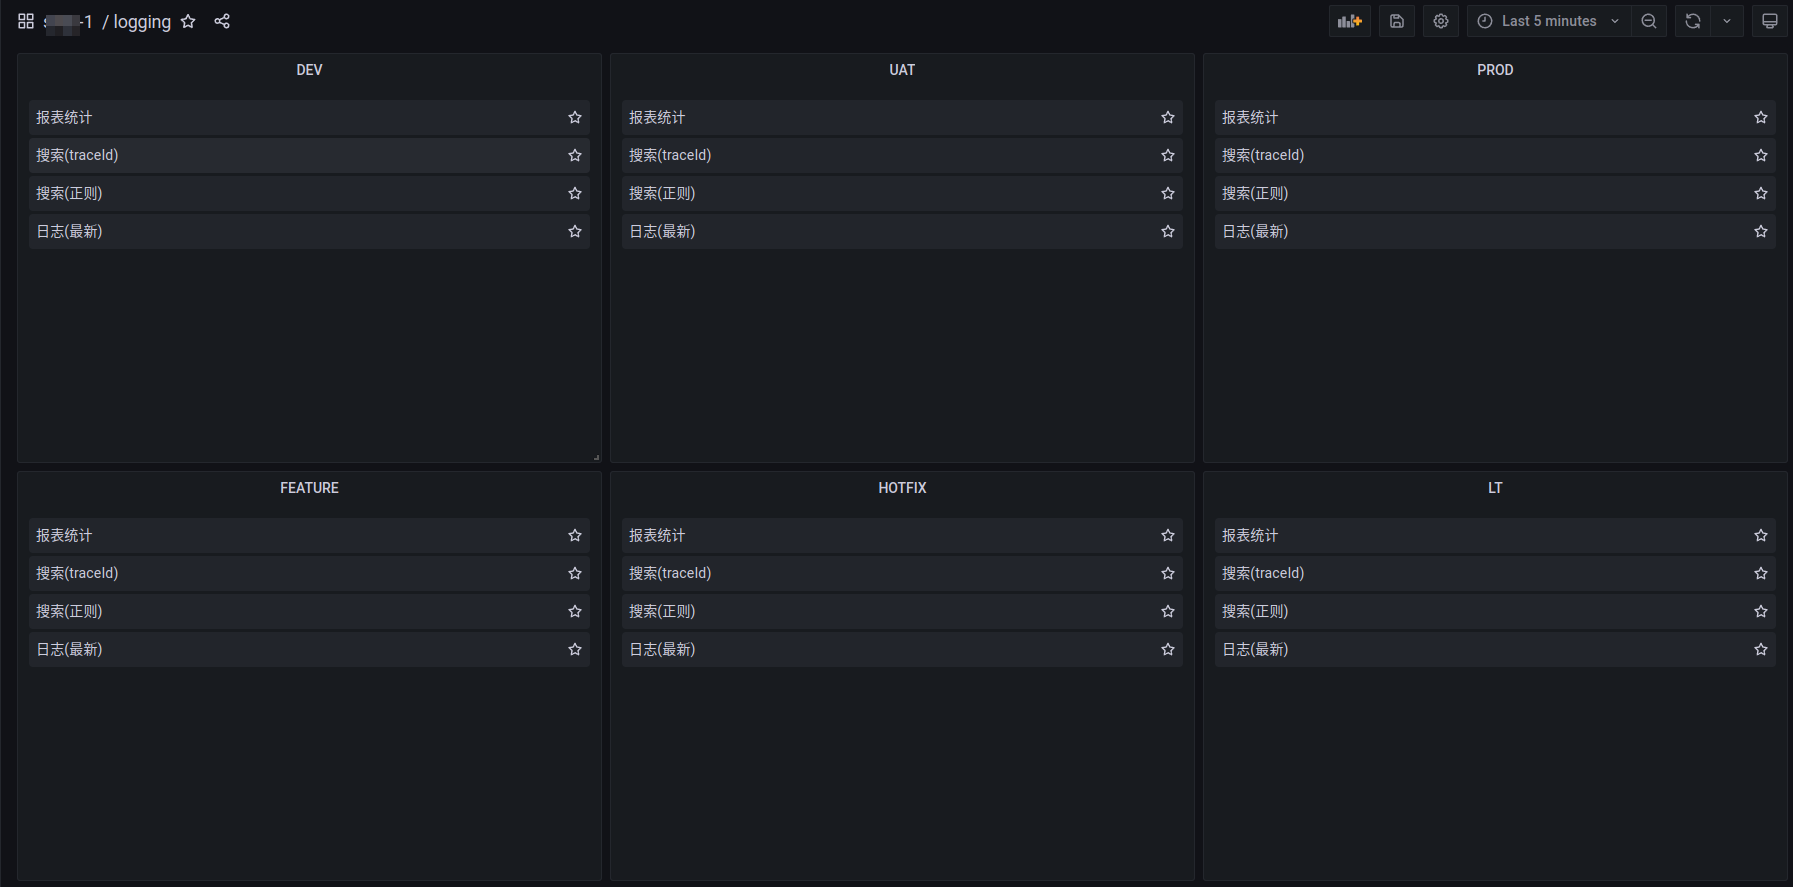 -1 / logging
Last 5 minutes
DEV
报表统计
搜索(traceId)
搜索(正则)
日志(最新)
UAT
报表统计
搜索(traceId)
搜索(正则)
日志(最新)
PROD
报表统计
搜索(traceId)
搜索(正则)
日志(最新)
FEATURE
报表统计
搜索(traceId)
搜索(正则)
日志(最新)
HOTFIX
报表统计
搜索(traceId)
搜索(正则)
日志(最新)
LT
报表统计
搜索(traceId)
搜索(正则)
日志(最新)